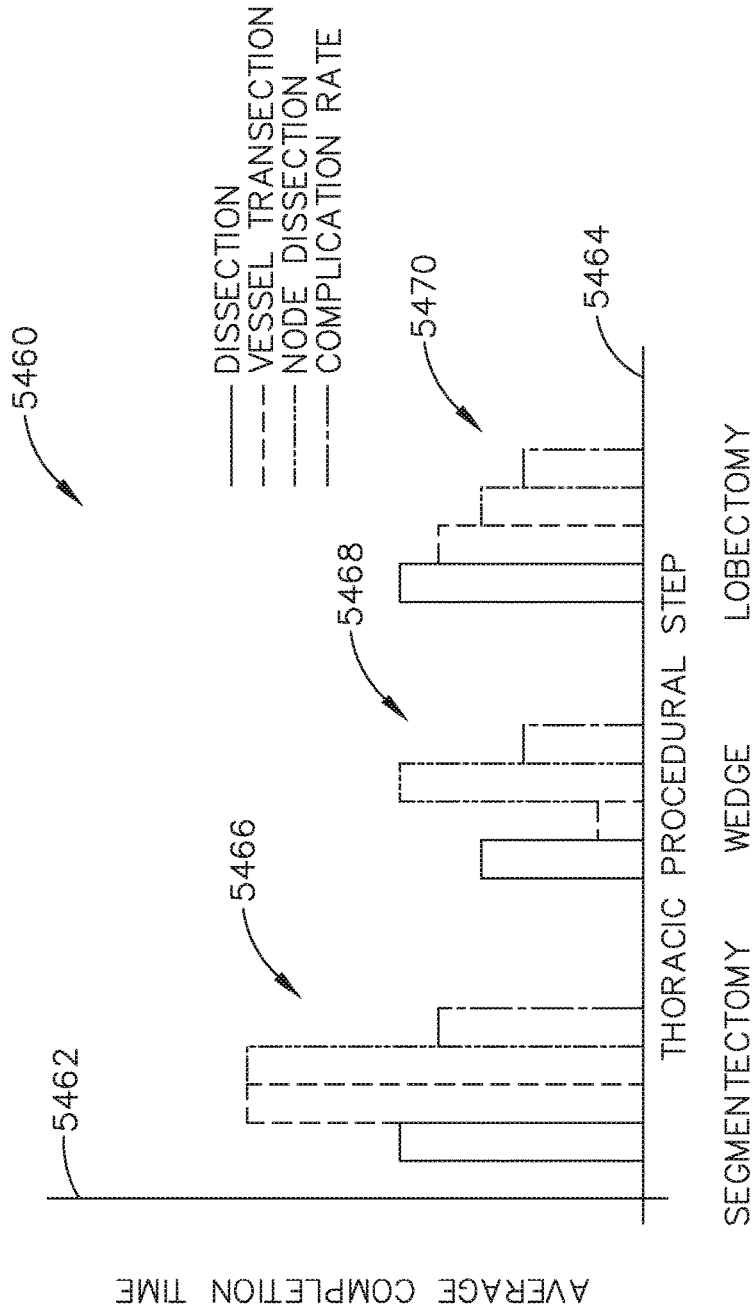 5460
DISSECTION
VESSEL TRANSECTION
NODE DISSECTION
COMPLICATION RATE
5462
5466
5468
5470
5464
AVERAGE COMPLETION TIME
THORACIC PROCEDURAL STEP
SEGMENTECTOMY WEDGE LOBECTOMY